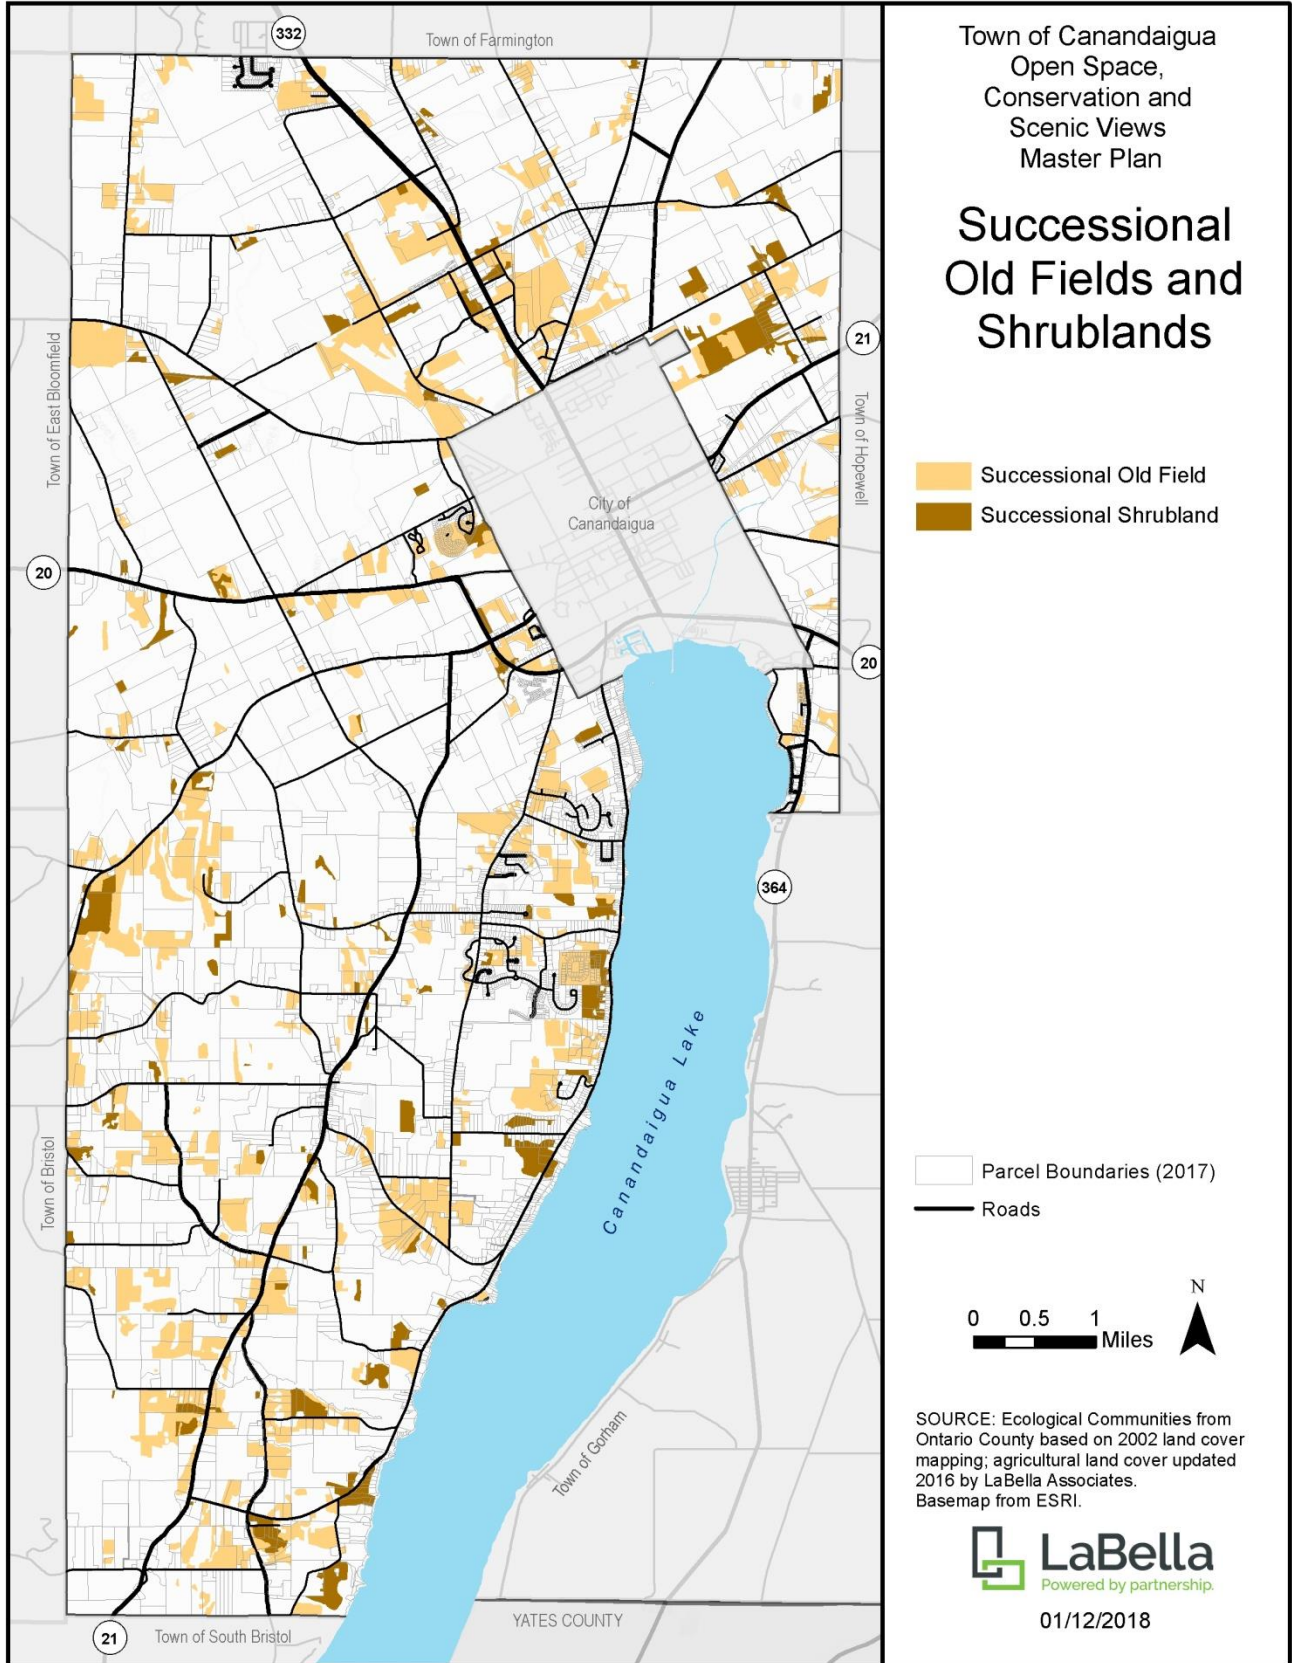 332
Town of Farmington
Town of East Bloomfield
21
Town of Hopewell
City of
Canandaigua
20
20
364
Canandaigua Lake
Town of Bristol
Town of Gorham
YATES COUNTY
21
Town of South Bristol
Town of Canandaigua
Open Space,
Conservation and
Scenic Views
Master Plan
Successional
Old Fields and
Shrublands
Successional Old Field
Successional Shrubland
Parcel Boundaries (2017)
Roads
N
0 0.5 1
Miles
SOURCE: Ecological Communities from
Ontario County based on 2002 land cover
mapping; agricultural land cover updated
2016 by LaBella Associates.
Basemap from ESRI.
LaBella
Powered by partnership.
01/12/2018